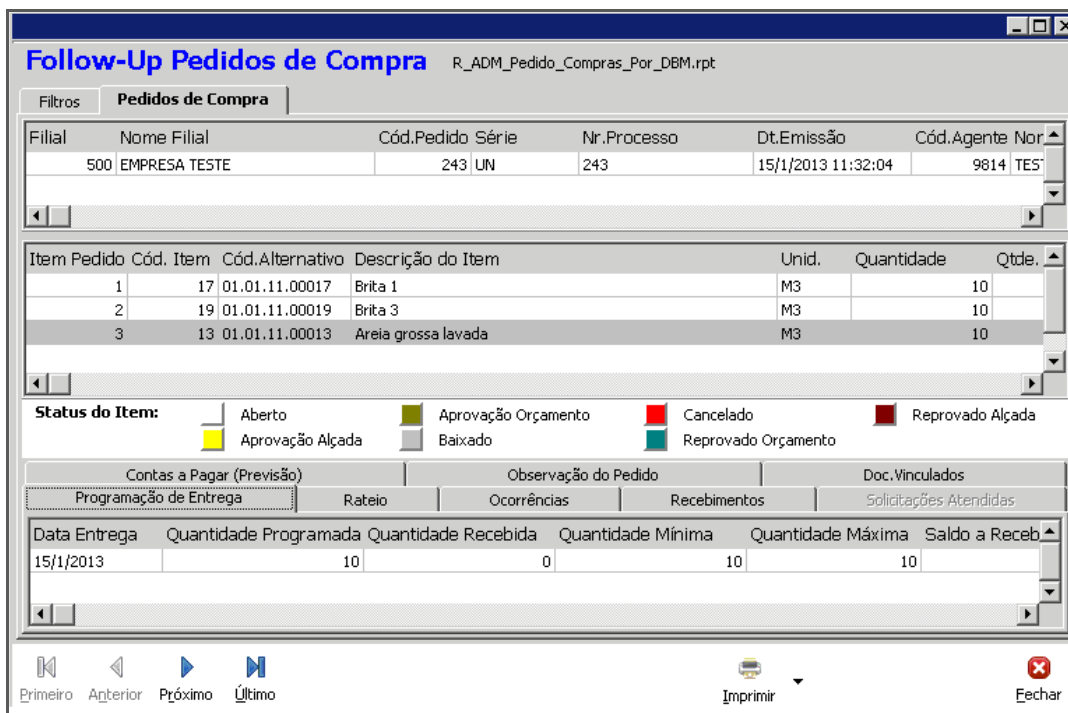 Follow-Up Pedidos de Compra R_ADM_Pedido_Compras_Por_DBM.rpt
Filtros Pedidos de Compra
Filial Nome Filial Cód.Pedido Série Nr.Processo Dt.Emissão Cód.Agente Nor
500 EMPRESA TESTE 243 UN 243 15/1/2013 11:32:04 9814 TES
Item Pedido Cód. Item Cód.Alternativo Descrição do Item Unid. Quantidade Qtde.
1 17 01.01.11.00017 Brita 1 M3 10
2 19 01.01.11.00019 Brita 3 M3 10
3 13 01.01.11.00013 Areia grossa lavada M3 10
Status do Item: Aberto Aprovação Orçamento Cancelado Reprovado Alçada
Aprovação Alçada Baixado Reprovado Orçamento
Contas a Pagar (Previsão) Observação do Pedido Doc.Vinculados
Programação de Entrega Rateio Ocorrências Recebimentos Solicitações Atendidas
Data Entrega Quantidade Programada Quantidade Recebida Quantidade Mínima Quantidade Máxima Saldo a Receb
15/1/2013 10 0 10 10
Primeiro Anterior Próximo Último Imprimir Fechar